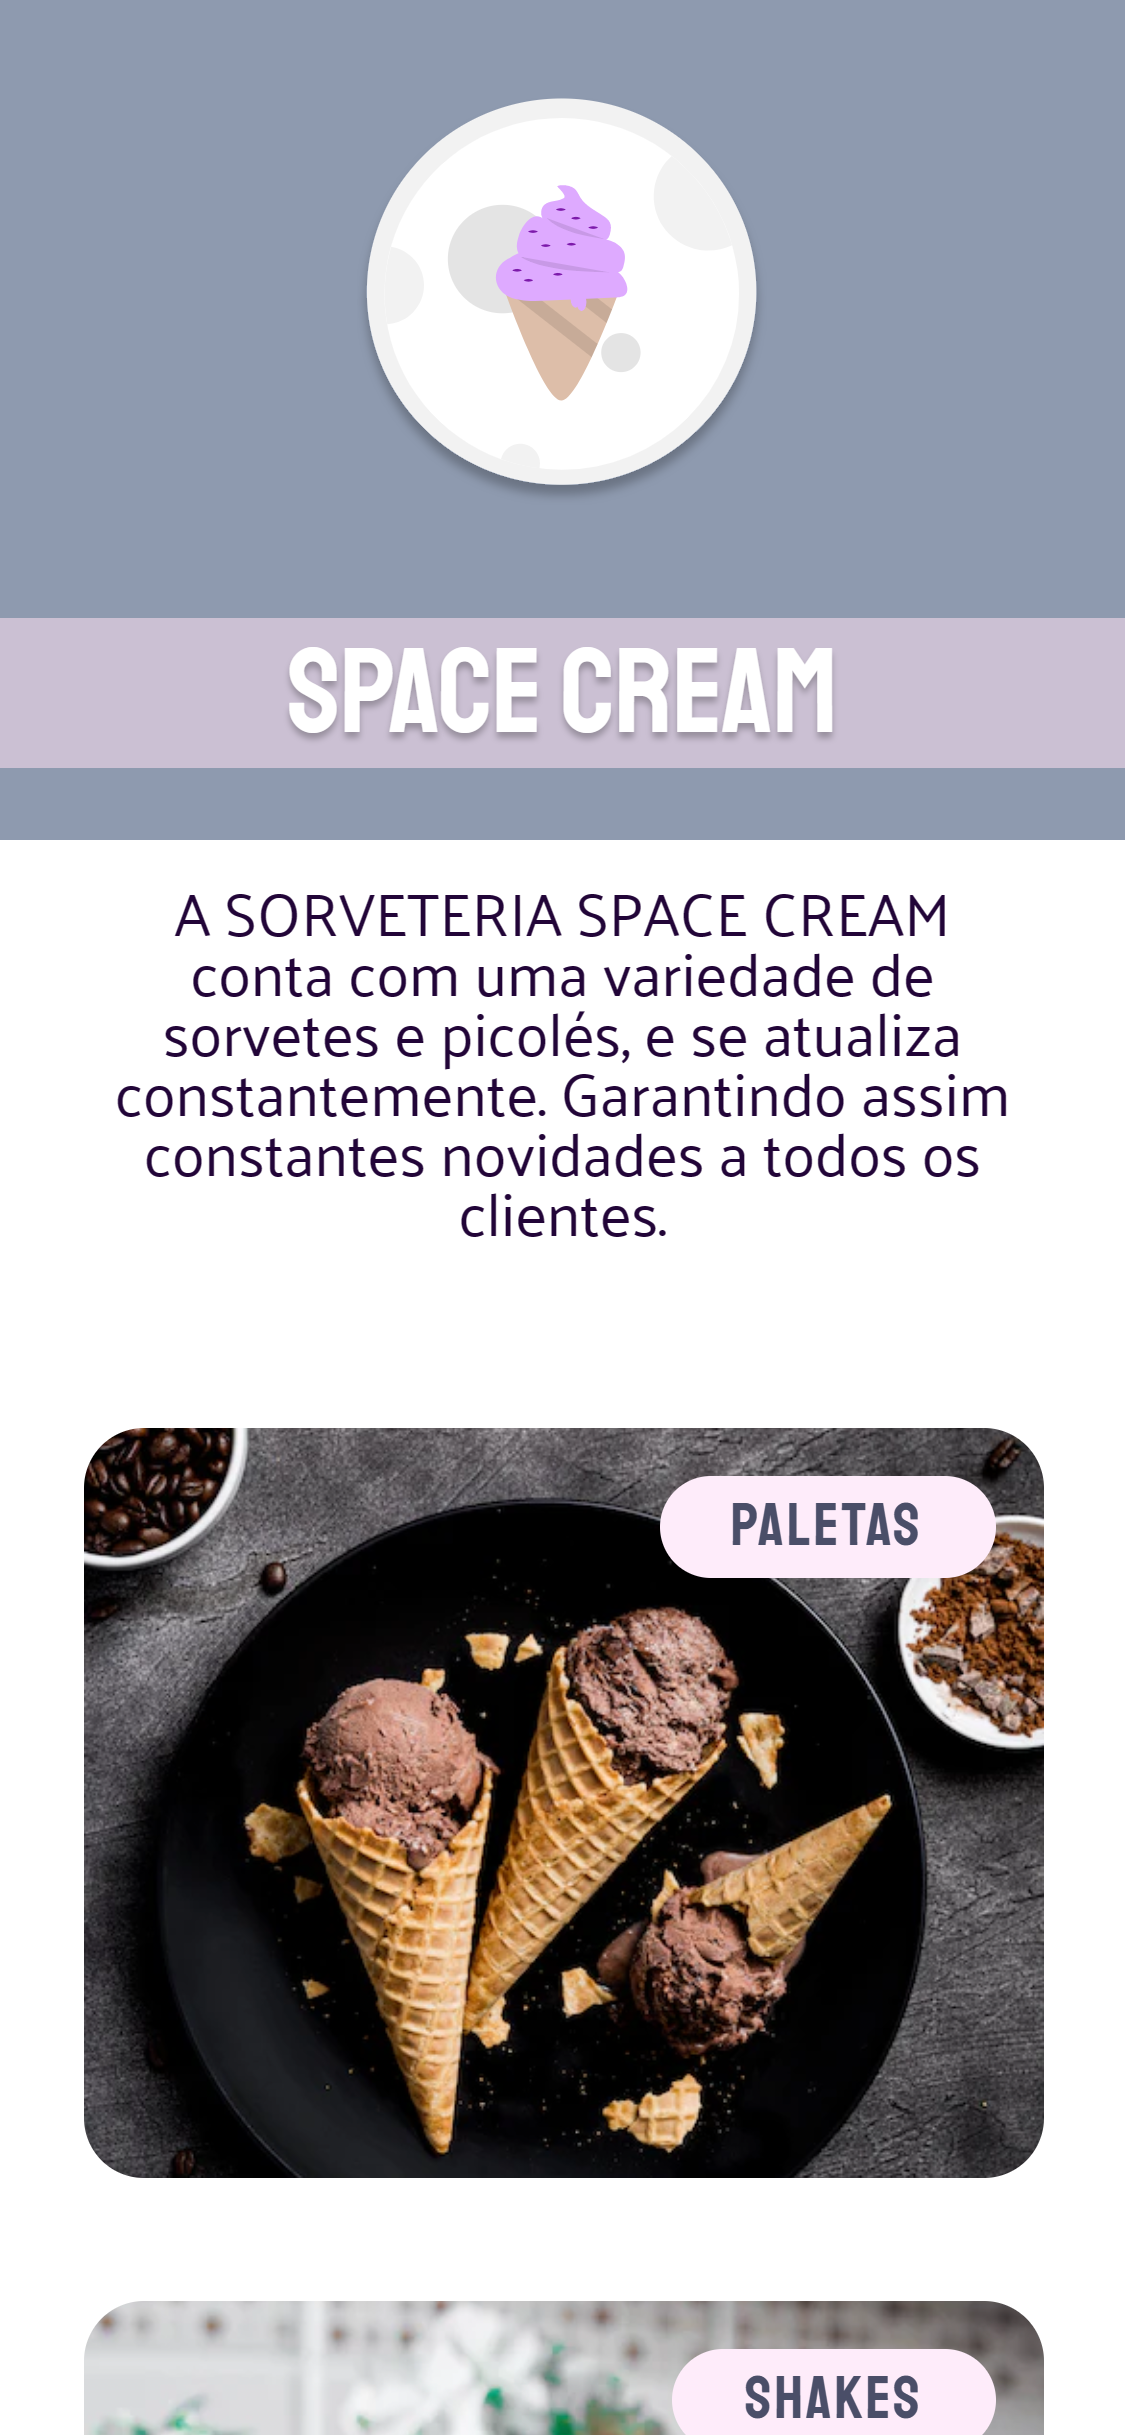 SPACE CREAM
A SORVETERIA SPACE CREAM
conta com uma variedade de
sorvetes e picolés, e se atualiza
constantemente. Garantindo assim
constantes novidades a todos os
clientes.
PALETAS
SHAKES